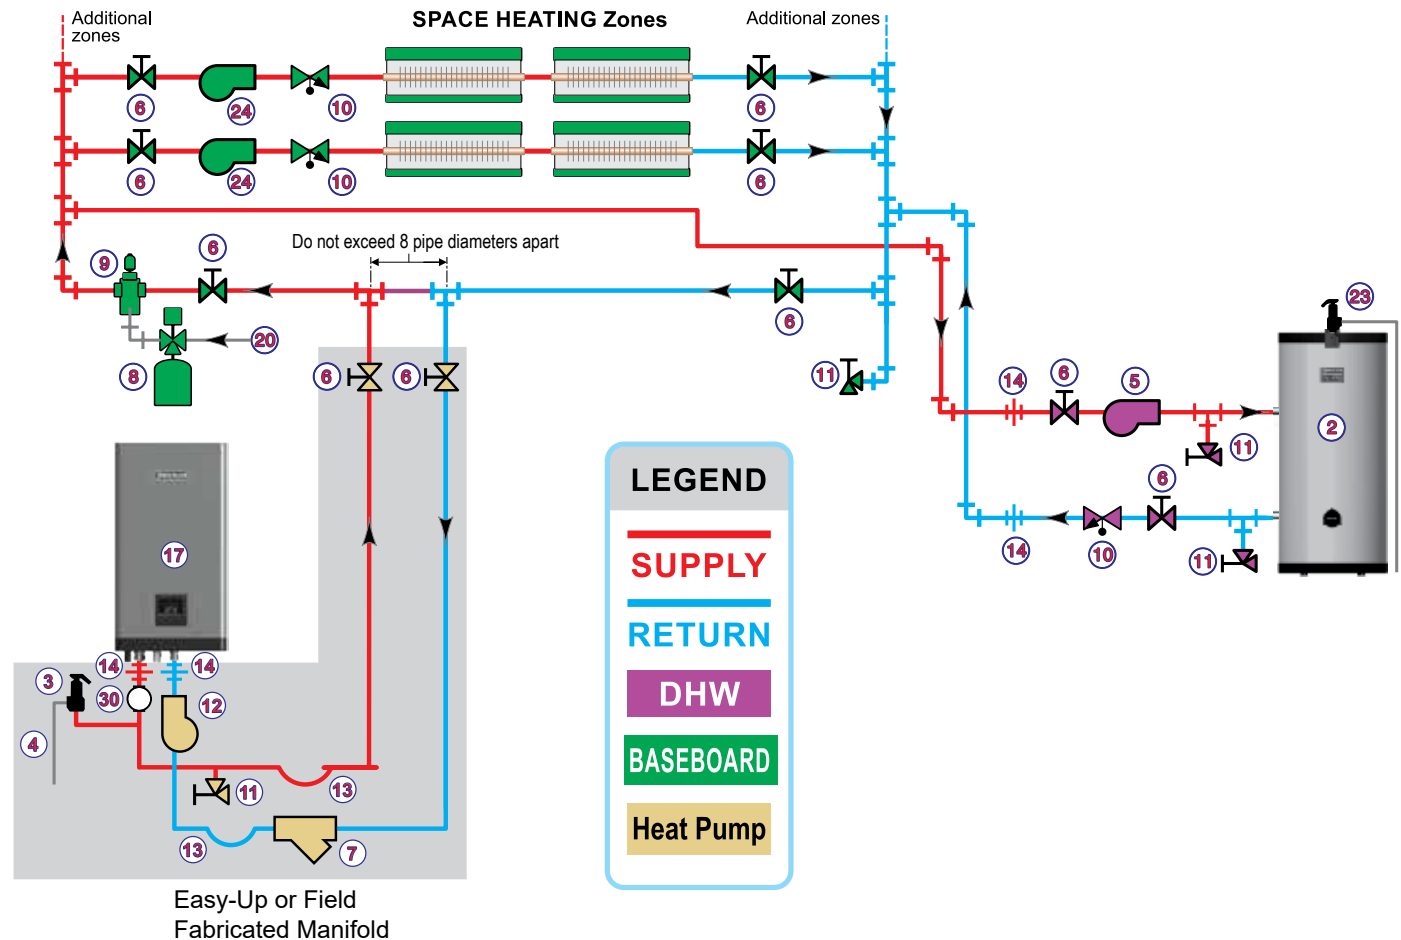 Additional
zones
SPACE HEATING Zones
Additional zones
6
24
10
6
6
24
10
6
Do not exceed 8 pipe diameters apart
9
6
6
20
8
6
6
11
23
14
6
5
11
2
6
14
10
11
17
14
14
3
30
12
4
11
13
13
7
LEGEND
SUPPLY
RETURN
DHW
BASEBOARD
Heat Pump
Easy-Up or Field
Fabricated Manifold